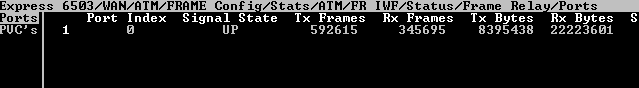 Express 6503/WAN/ATM/FRAME Config/Stats/ATM/FR IWF/Status/Frame Relay/Ports
Ports Port Index Signal State Tx Frames Rx Frames Tx Bytes Rx Bytes S
PVC's 1 0 UP 592615 345695 8395438 22223601